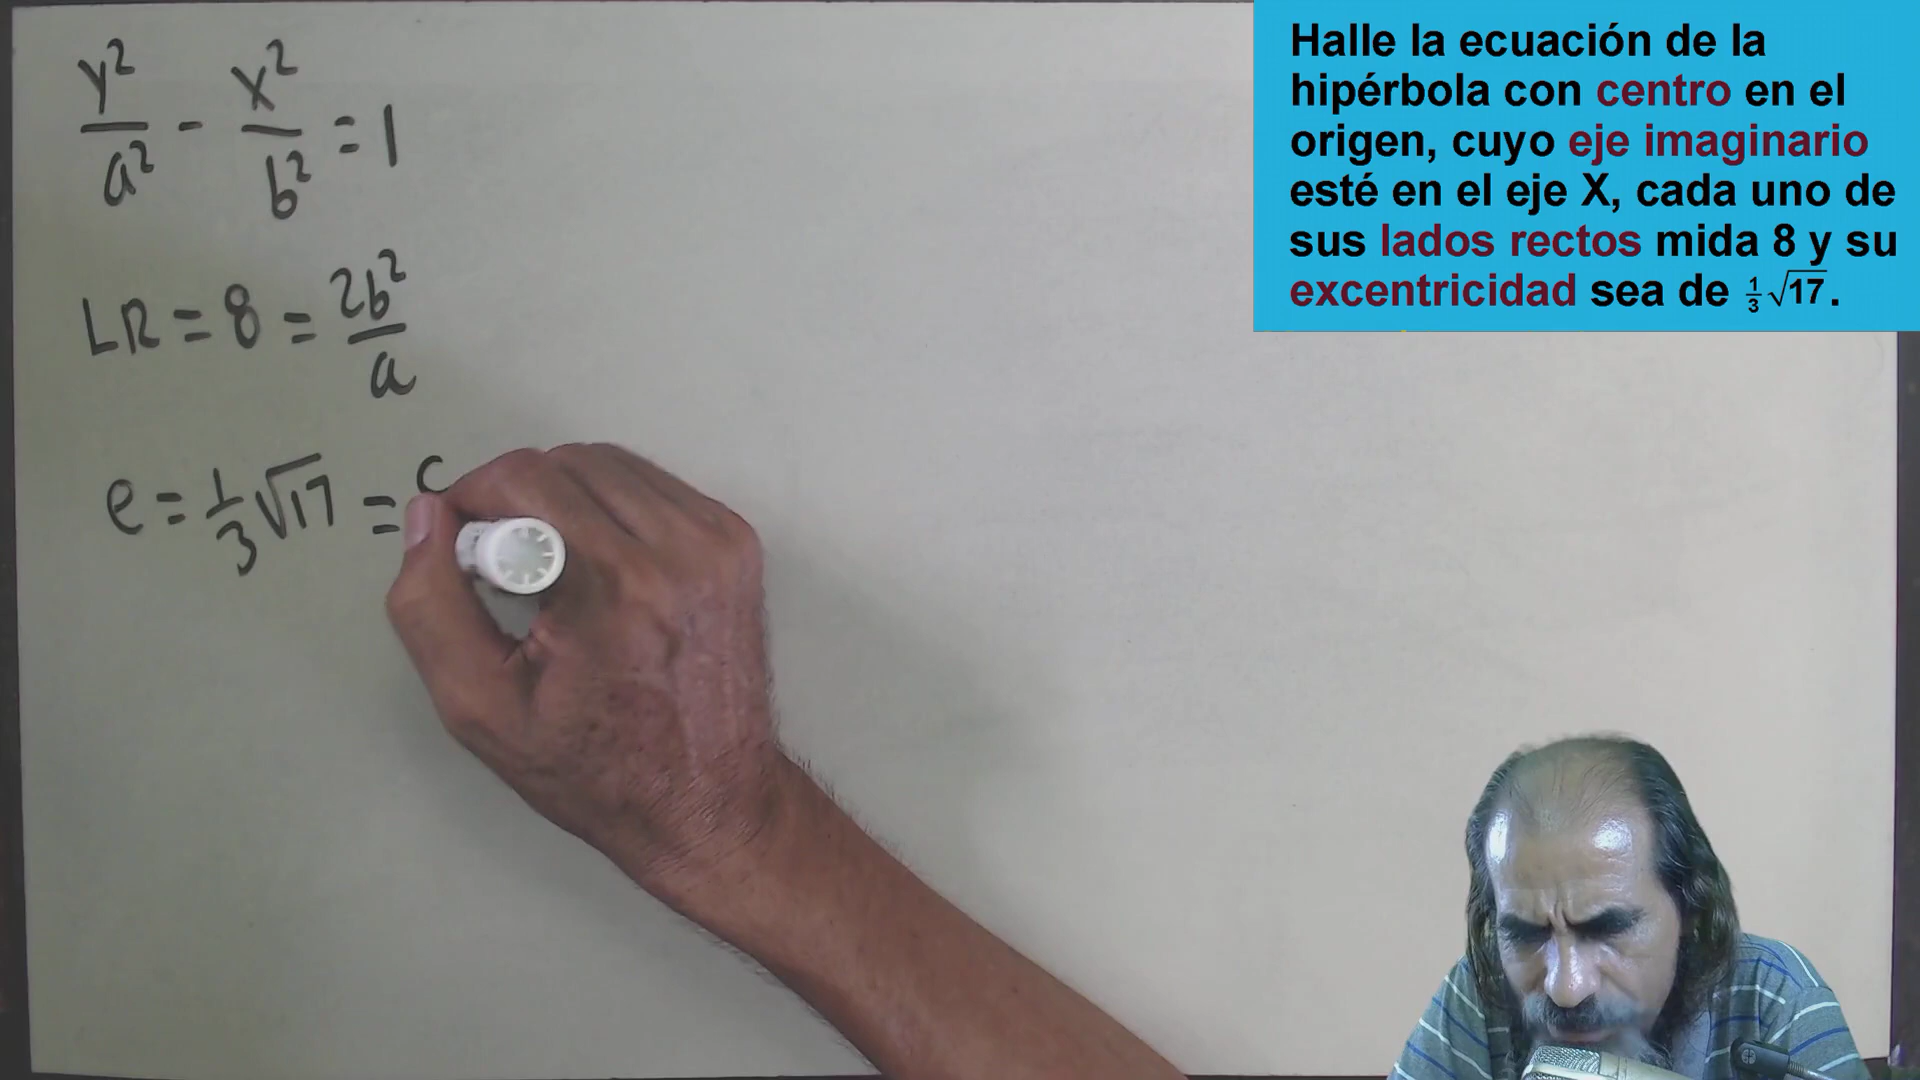 y²/a² - x²/b² = 1
LR = 8 = 2b²/a
e = 1/3 √17 = c
Halle la ecuación de la
hipérbola con centro en el
origen, cuyo eje imaginario
esté en el eje X, cada uno de
sus lados rectos mida 8 y su
excentricidad sea de 1/3 √17.